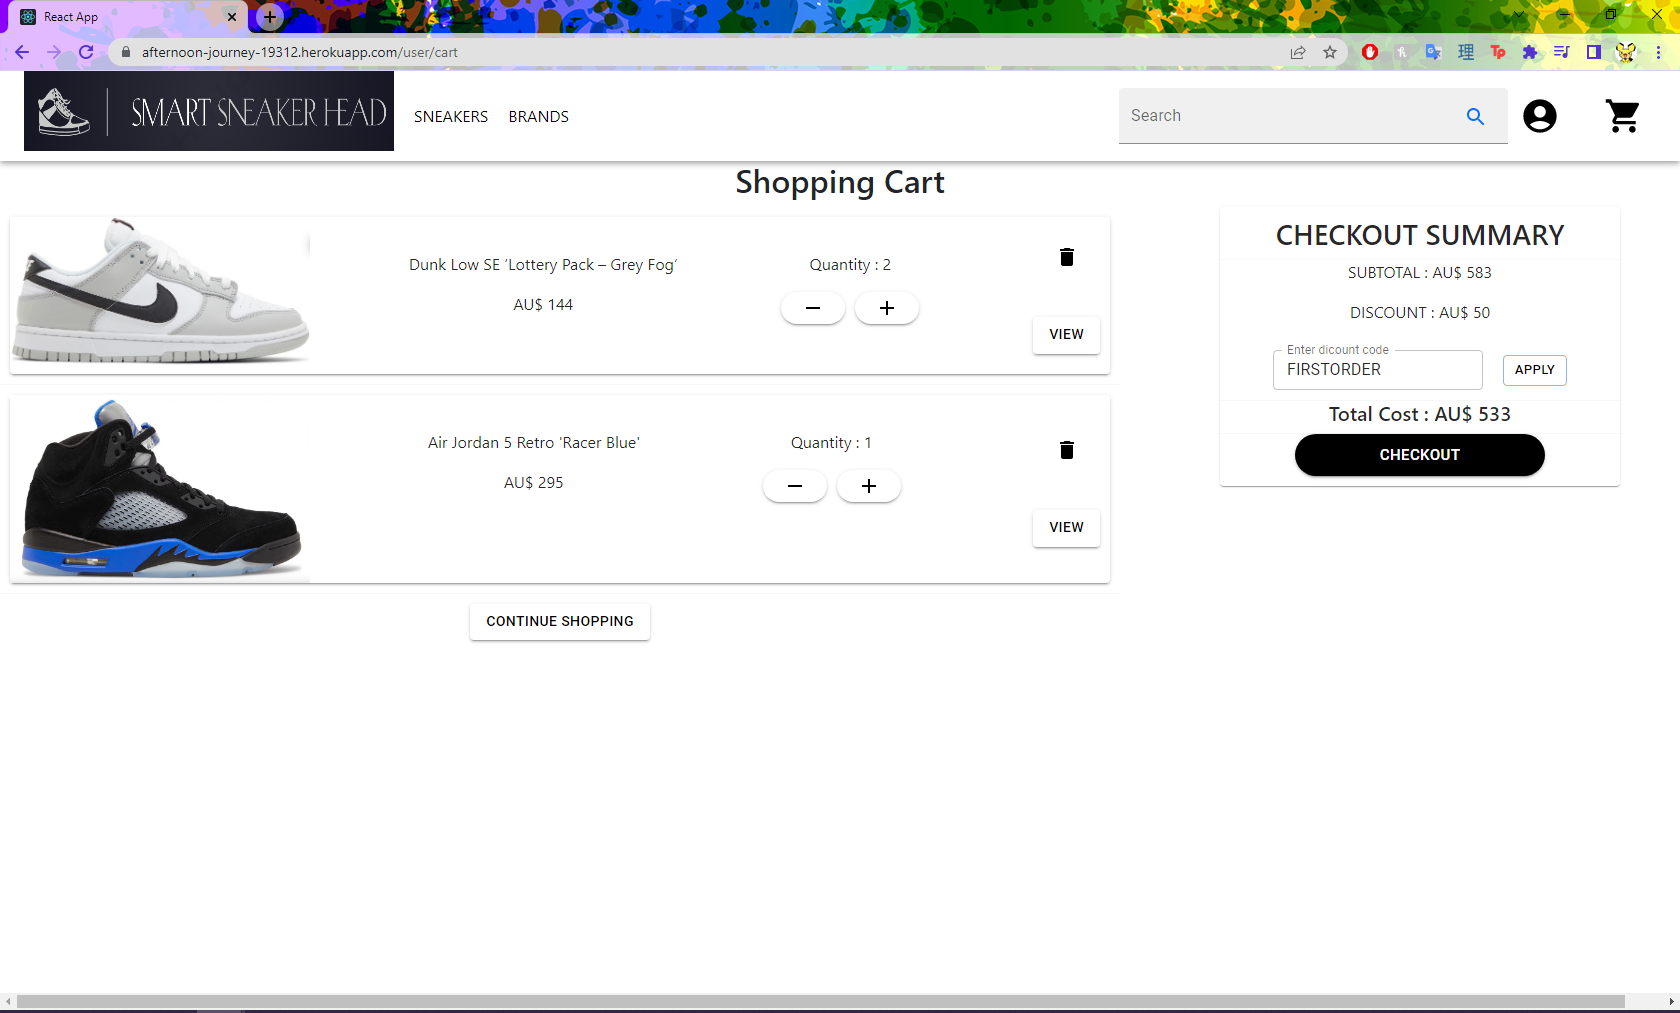 React App
afternoon-journey-19312.herokuapp.com/user/cart
SMART SNEAKER HEAD
SNEAKERS BRANDS
Search
Shopping Cart
Dunk Low SE ‘Lottery Pack – Grey Fog’
AU$ 144
Quantity : 2
VIEW
Air Jordan 5 Retro 'Racer Blue'
AU$ 295
Quantity : 1
VIEW
CONTINUE SHOPPING
CHECKOUT SUMMARY
SUBTOTAL : AU$ 583
DISCOUNT : AU$ 50
Enter dicount code
FIRSTORDER
APPLY
Total Cost : AU$ 533
CHECKOUT